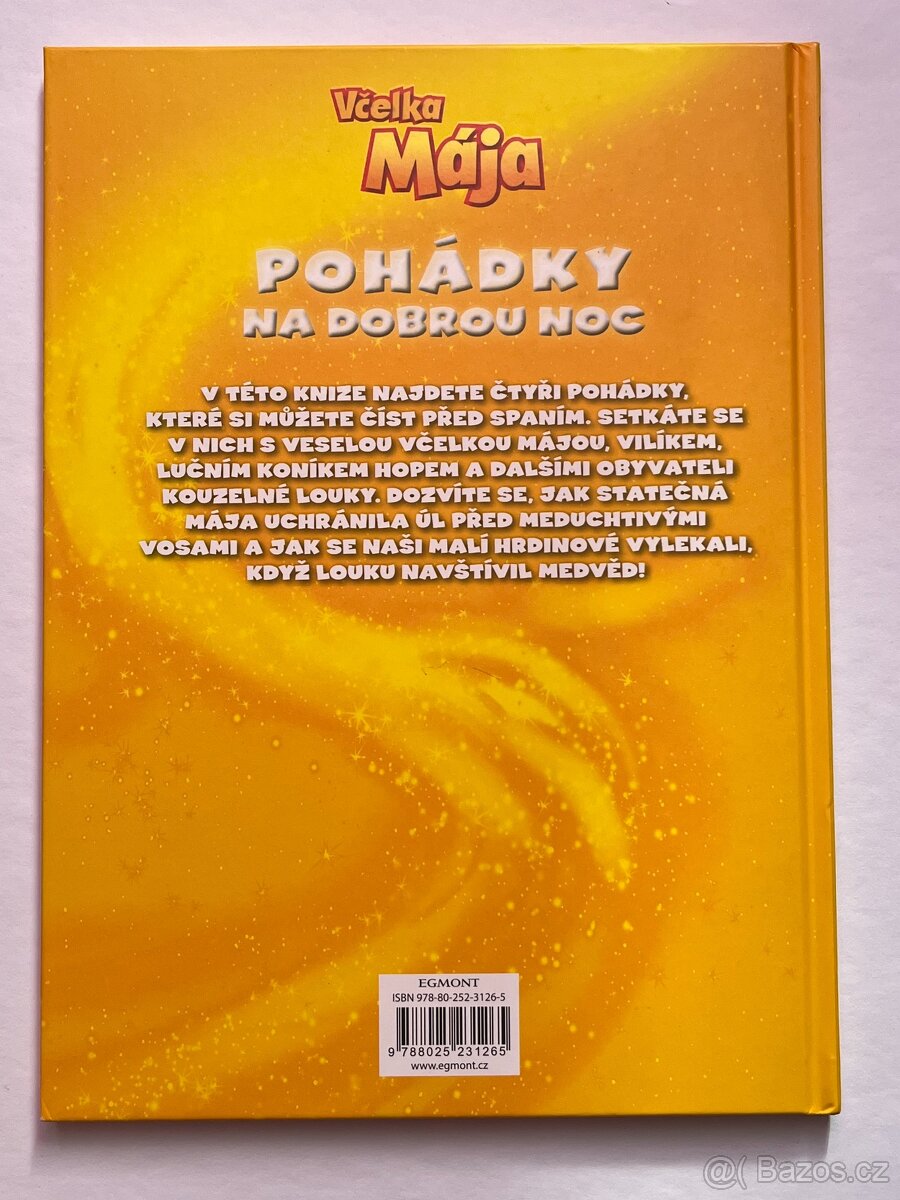 Včelka
Mája
POHÁDKY
NA DOBROU NOC
V TÉTO KNIZE NAJDETE ČTYŘI POHÁDKY,
KTERÉ SI MŮŽETE ČÍST PŘED SPANÍM. SETKÁTE SE
V NICH S VESELOU VČELKOU MÁJOU, VILÍKEM,
LUČNÍM KONÍKEM HOPEM A DALŠÍMI OBYVATELI
KOUZELNÉ LOUKY. DOZVÍTE SE, JAK STATEČNÁ
MÁJA UCHRÁNILA ÚL PŘED MEDUCHTIVÝMI
VOSAMI A JAK SE NAŠI MALÍ HRDINOVÉ VYLEKALI,
KDYŽ LOUKU NAVŠTÍVIL MEDVĚD!
EGMONT
ISBN 978-80-252-3126-5
9 788025 231265
www.egmont.cz
@( Bazos.cz